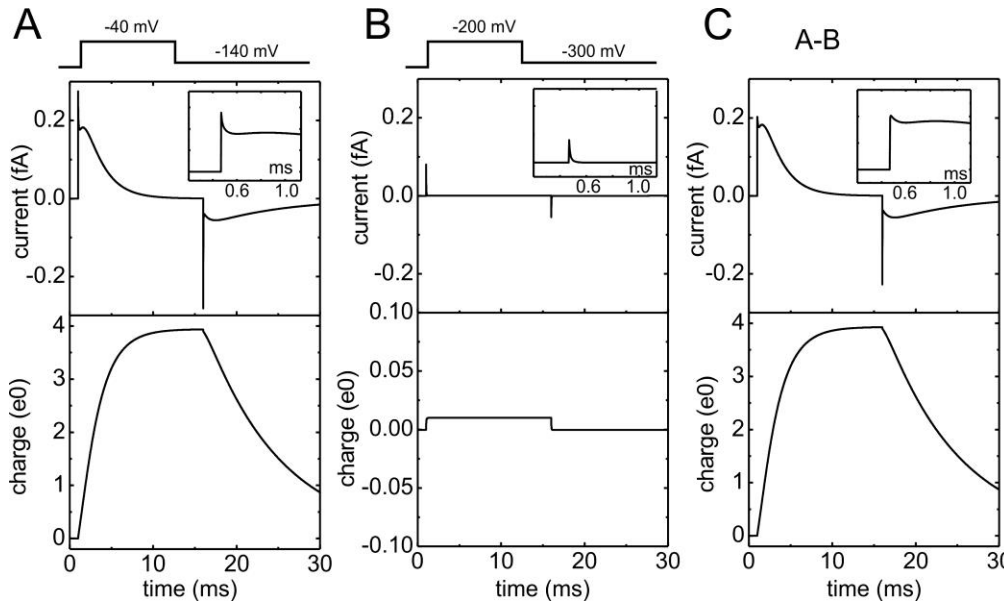 A
-40 mV
-140 mV
current (fA)
0.2
0.0
-0.2
ms
0.6 1.0
charge (e0)
4
3
2
1
0
0 10 20 30
time (ms)
B
-200 mV
-300 mV
current (fA)
0.2
0.0
-0.2
ms
0.6 1.0
charge (e0)
0.10
0.05
0.00
-0.05
-0.10
0 10 20 30
time (ms)
C
A-B
current (fA)
0.2
0.0
-0.2
ms
0.6 1.0
charge (e0)
4
3
2
1
0
0 10 20 30
time (ms)